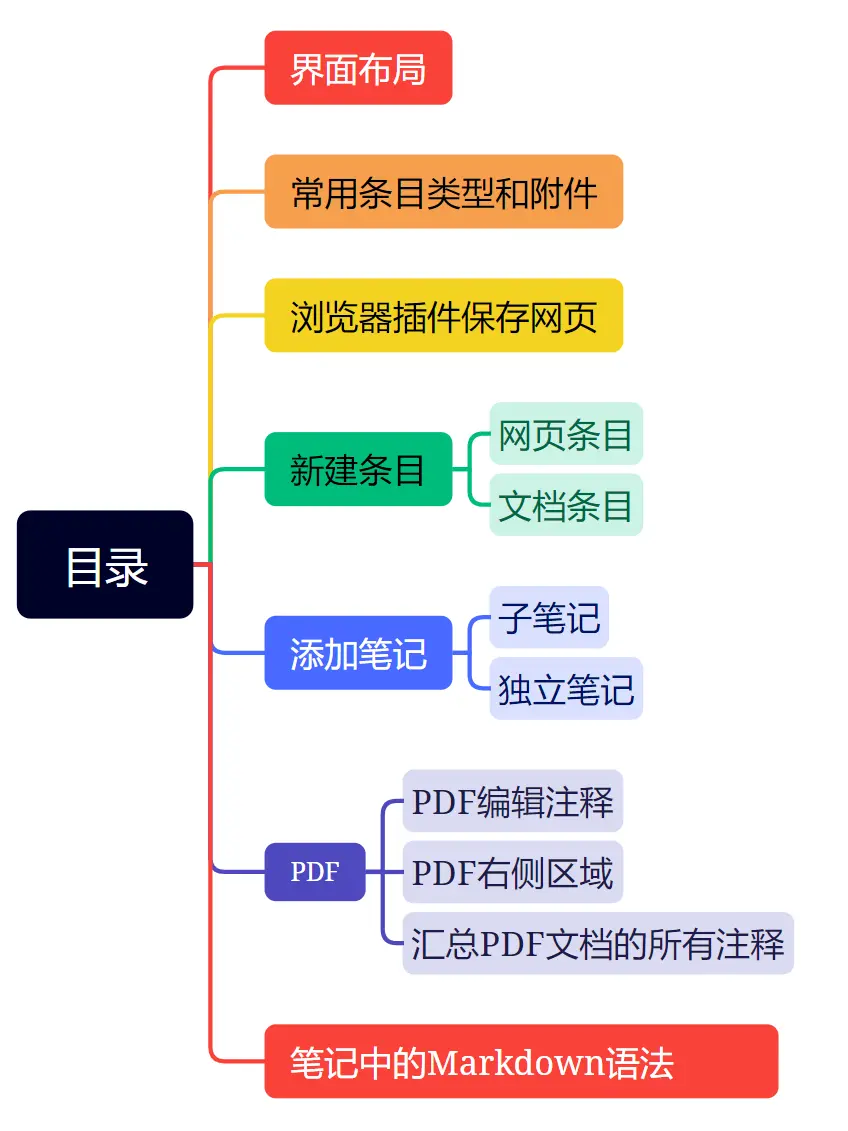 界面布局
常用条目类型和附件
浏览器插件保存网页
新建条目
网页条目
文档条目
目录
添加笔记
子笔记
独立笔记
PDF
PDF编辑注释
PDF右侧区域
汇总PDF文档的所有注释
笔记中的Markdown语法